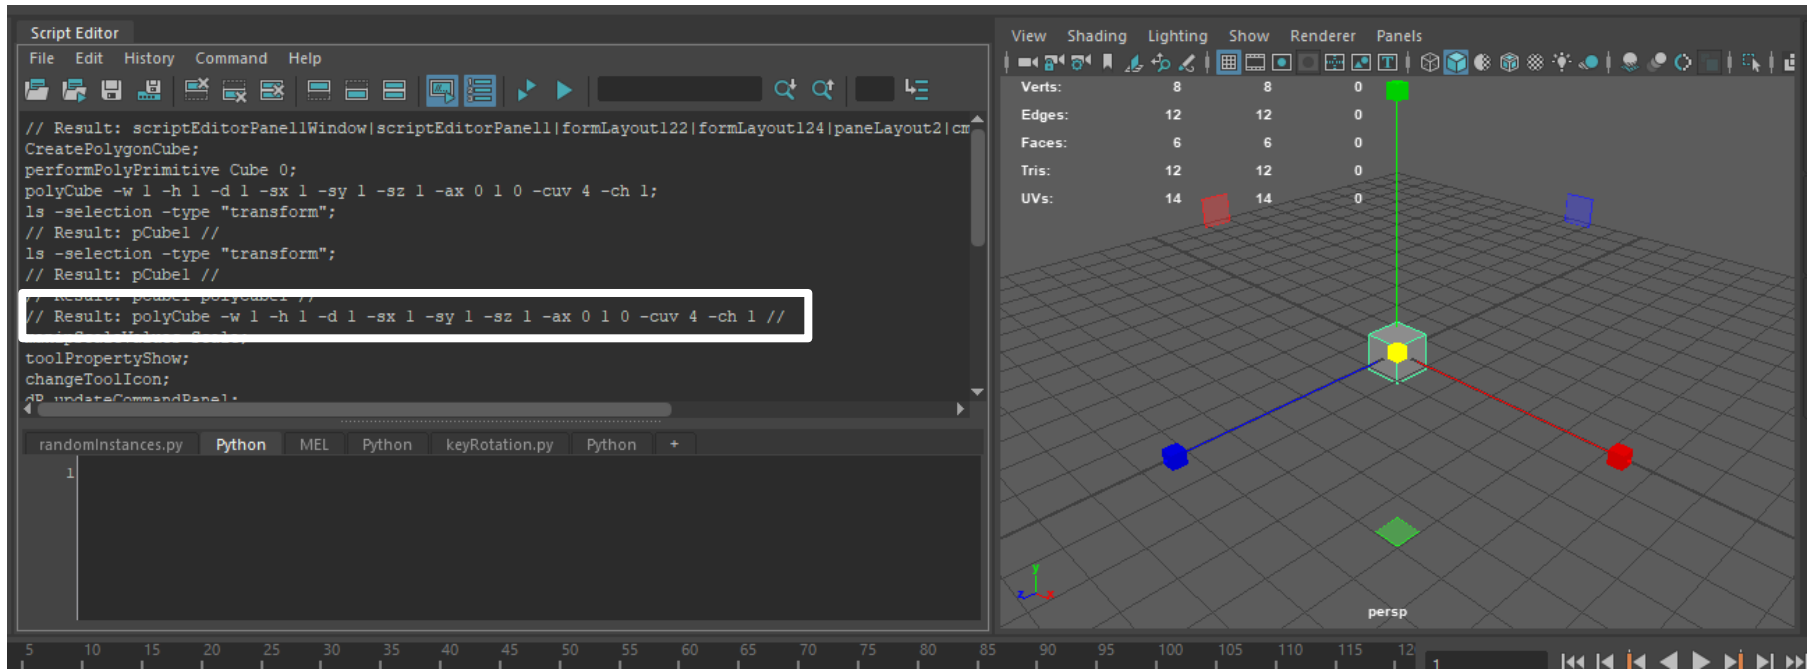 Script Editor
File Edit History Command Help
// Result: scriptEditorPanel1Window|scriptEditorPanel1|formLayout122|formLayout124|paneLayout2|cm
CreatePolygonCube;
performPolyPrimitive Cube 0;
polyCube -w 1 -h 1 -d 1 -sx 1 -sy 1 -sz 1 -ax 0 1 0 -cuv 4 -ch 1;
ls -selection -type "transform";
// Result: pCube1 //
ls -selection -type "transform";
// Result: pCube1 //
// Result: pCube1 polyCube1 //
// Result: polyCube -w 1 -h 1 -d 1 -sx 1 -sy 1 -sz 1 -ax 0 1 0 -cuv 4 -ch 1 //
toolPropertyShow;
changeToolIcon;
dR_updateCommandPanel;
randomInstances.py Python MEL Python keyRotation.py Python +
1
View Shading Lighting Show Renderer Panels
Verts: 8 8 0
Edges: 12 12 0
Faces: 6 6 0
Tris: 12 12 0
UVs: 14 14 0
y
z x
persp
5 10 15 20 25 30 35 40 45 50 55 60 65 70 75 80 85 90 95 100 105 110 115 12
1